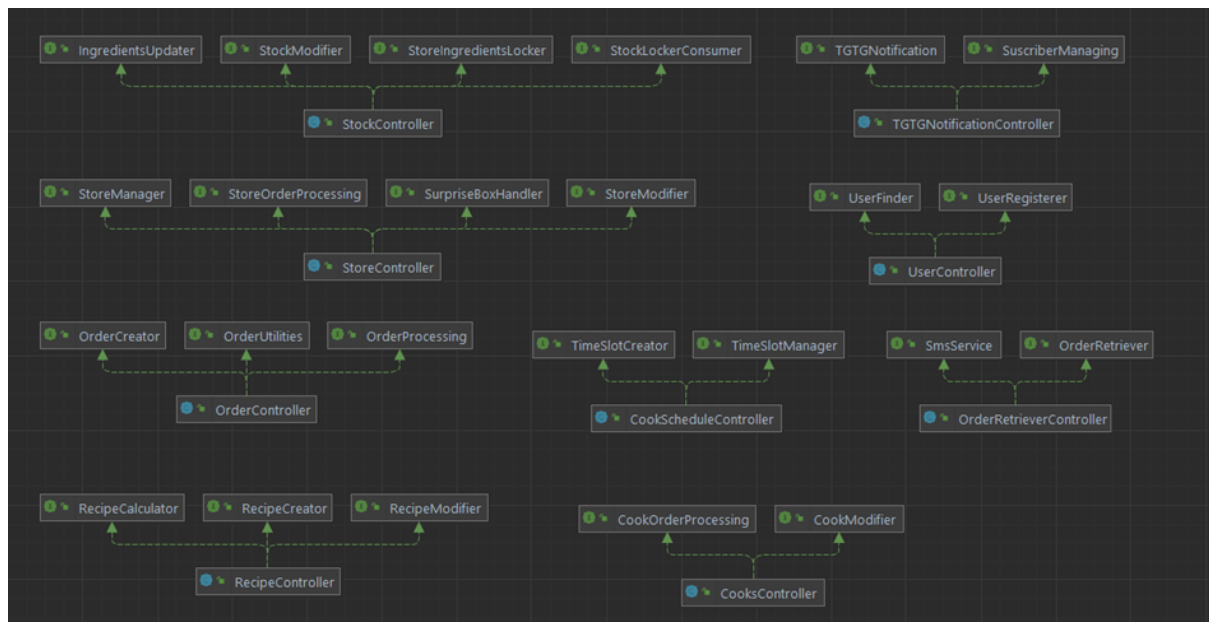 IngredientsUpdater
StockModifier
StoreIngredientsLocker
StockLockerConsumer
StockController
TGTGNotification
SuscriberManaging
TGTGNotificationController
StoreManager
StoreOrderProcessing
SurpriseBoxHandler
StoreModifier
StoreController
UserFinder
UserRegisterer
UserController
OrderCreator
OrderUtilities
OrderProcessing
OrderController
TimeSlotCreator
TimeSlotManager
CookScheduleController
SmsService
OrderRetriever
OrderRetrieverController
RecipeCalculator
RecipeCreator
RecipeModifier
RecipeController
CookOrderProcessing
CookModifier
CooksController